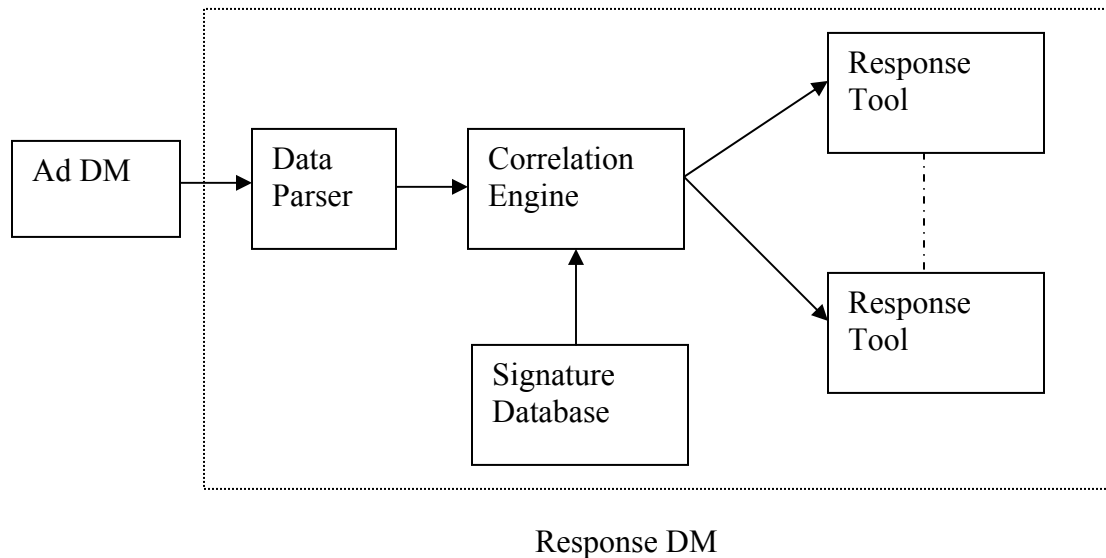 Ad DM
Data
Parser
Correlation
Engine
Response
Tool
Response
Tool
Signature
Database
Response DM